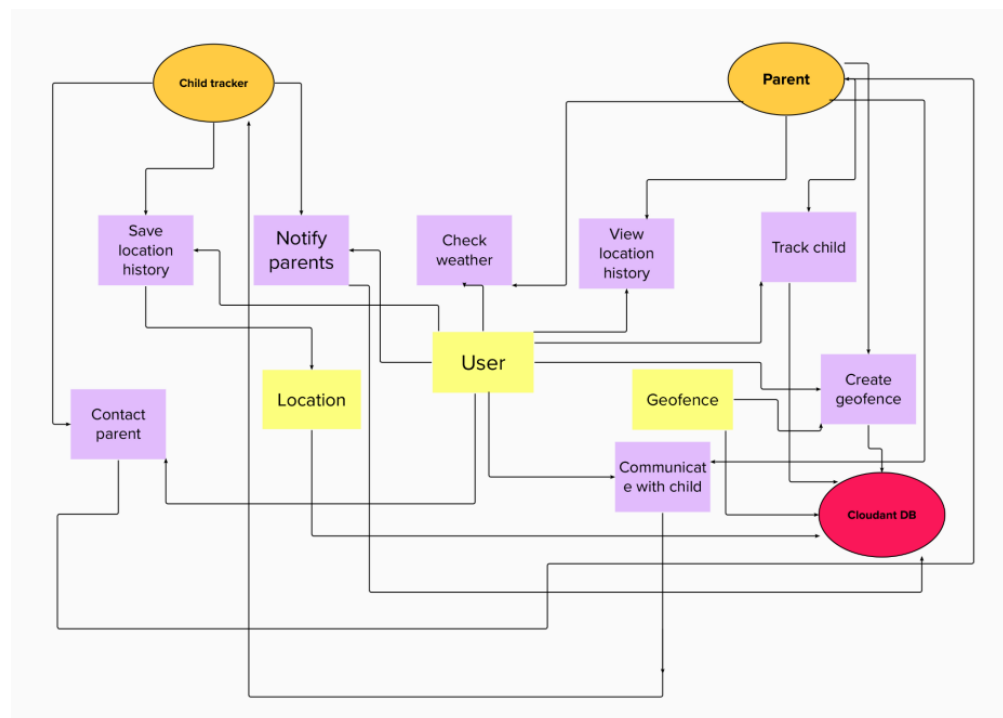 Child tracker
Parent
Save
location
history
Notify
parents
Check
weather
View
location
history
Track child
User
Location
Geofence
Create
geofence
Contact
parent
Communicat
e with child
Cloudant DB